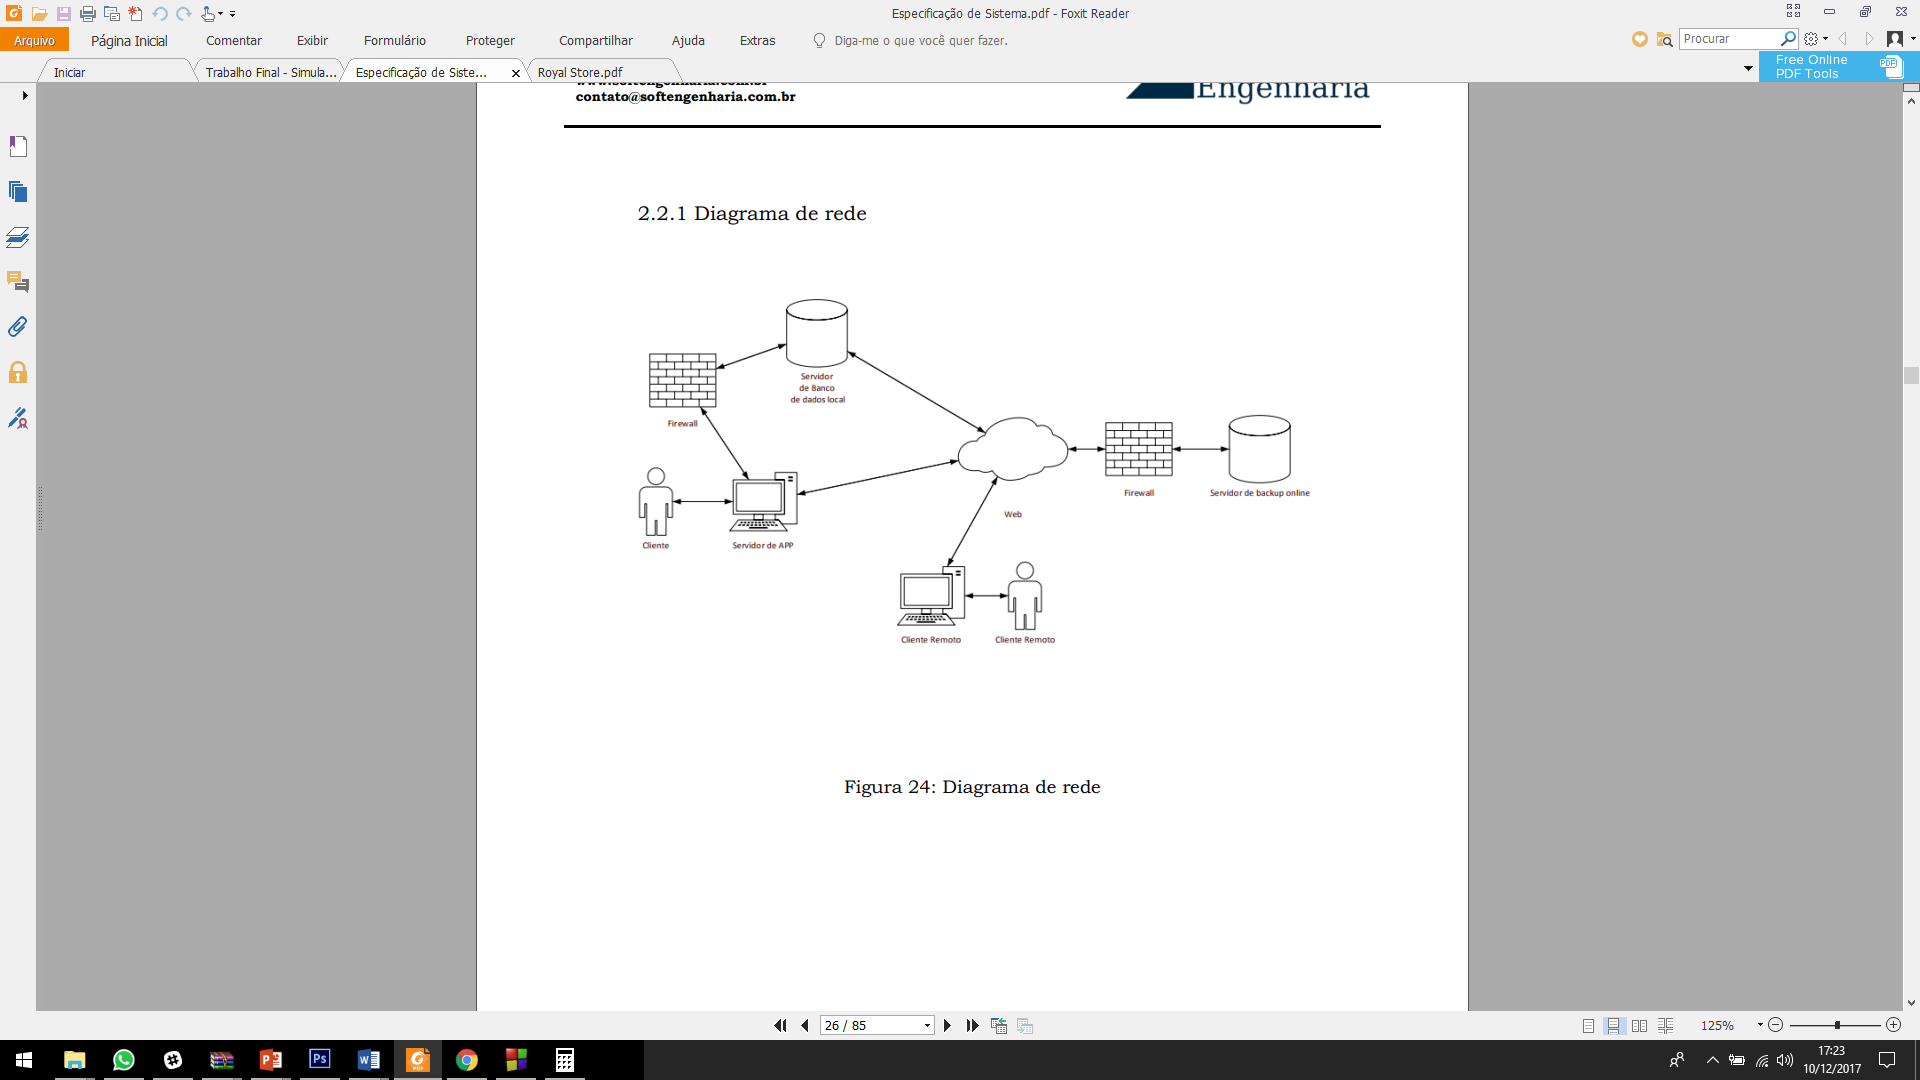 Especificação de Sistema.pdf - Foxit Reader
Arquivo
Página Inicial
Comentar
Exibir
Formulário
Proteger
Compartilhar
Ajuda
Extras
Diga-me o que você quer fazer.
Procurar
Iniciar
Trabalho Final - Simula...
Especificação de Siste...
Royal Store.pdf
Free Online
PDF Tools
contato@softengenharia.com.br
Engenharia
2.2.1 Diagrama de rede
Servidor
de Banco
de dados local
Firewall
Cliente
Servidor de APP
Web
Firewall
Servidor de backup online
Cliente Remoto
Cliente Remoto
Figura 24: Diagrama de rede
26 / 85
125%
17:23
10/12/2017